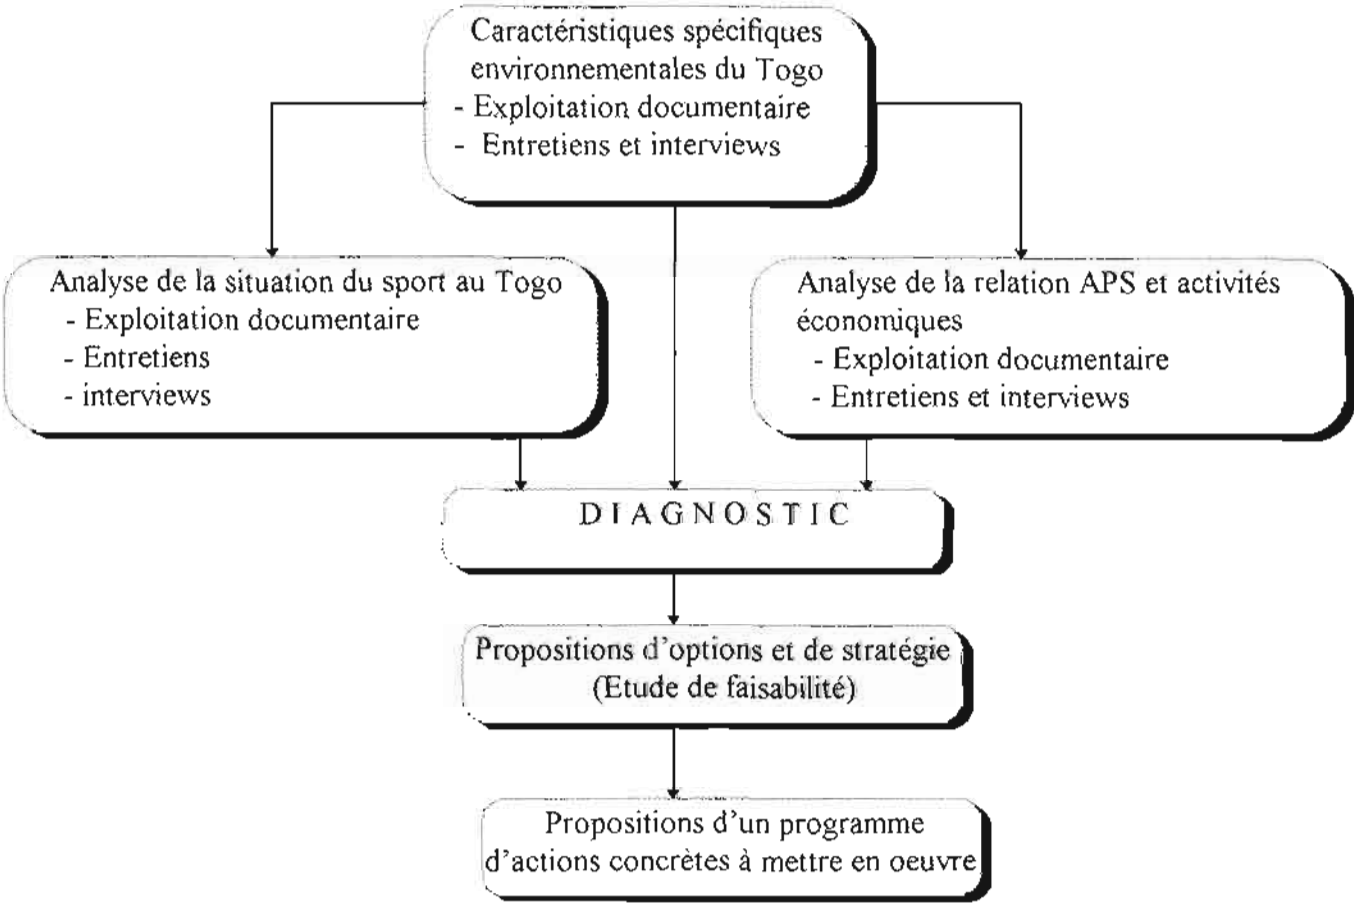 Caractéristiques spécifiques
environnementales du Togo
- Exploitation documentaire
- Entretiens et interviews
Analyse de la situation du sport au Togo
- Exploitation documentaire
- Entretiens
- interviews
Analyse de la relation APS et activités
économiques
- Exploitation documentaire
- Entretiens et interviews
D I A G N O S T I C
Propositions d'options et de stratégie
(Etude de faisabilité)
Propositions d'un programme
d'actions concrètes à mettre en oeuvre